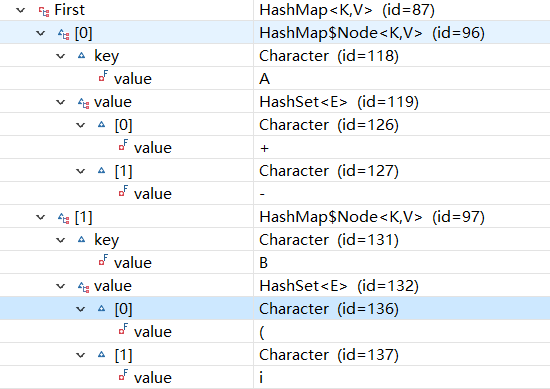 First HashMap<K,V> (id=87)
[0] HashMap$Node<K,V> (id=96)
key Character (id=118)
value A
value HashSet<E> (id=119)
[0] Character (id=126)
value +
[1] Character (id=127)
value -
[1] HashMap$Node<K,V> (id=97)
key Character (id=131)
value B
value HashSet<E> (id=132)
[0] Character (id=136)
value (
[1] Character (id=137)
value i